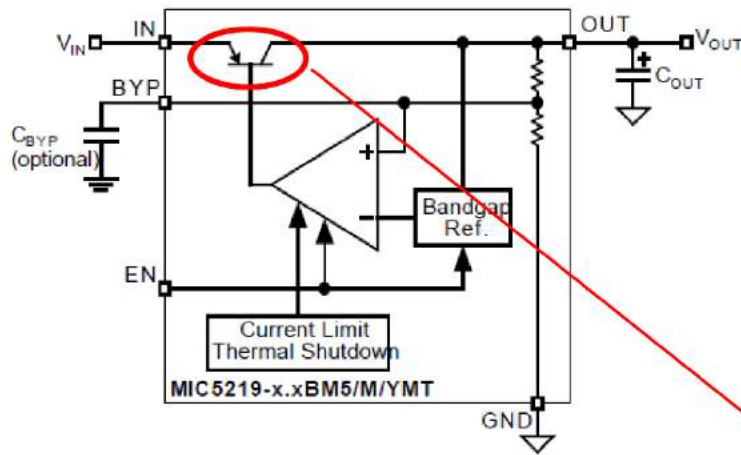 IN
OUT
VIN
VOUT
BYP
COUT
CBYP
(optional)
Bandgap
Ref.
EN
Current Limit
Thermal Shutdown
MIC5219-x.xBM5/M/YMT
GND